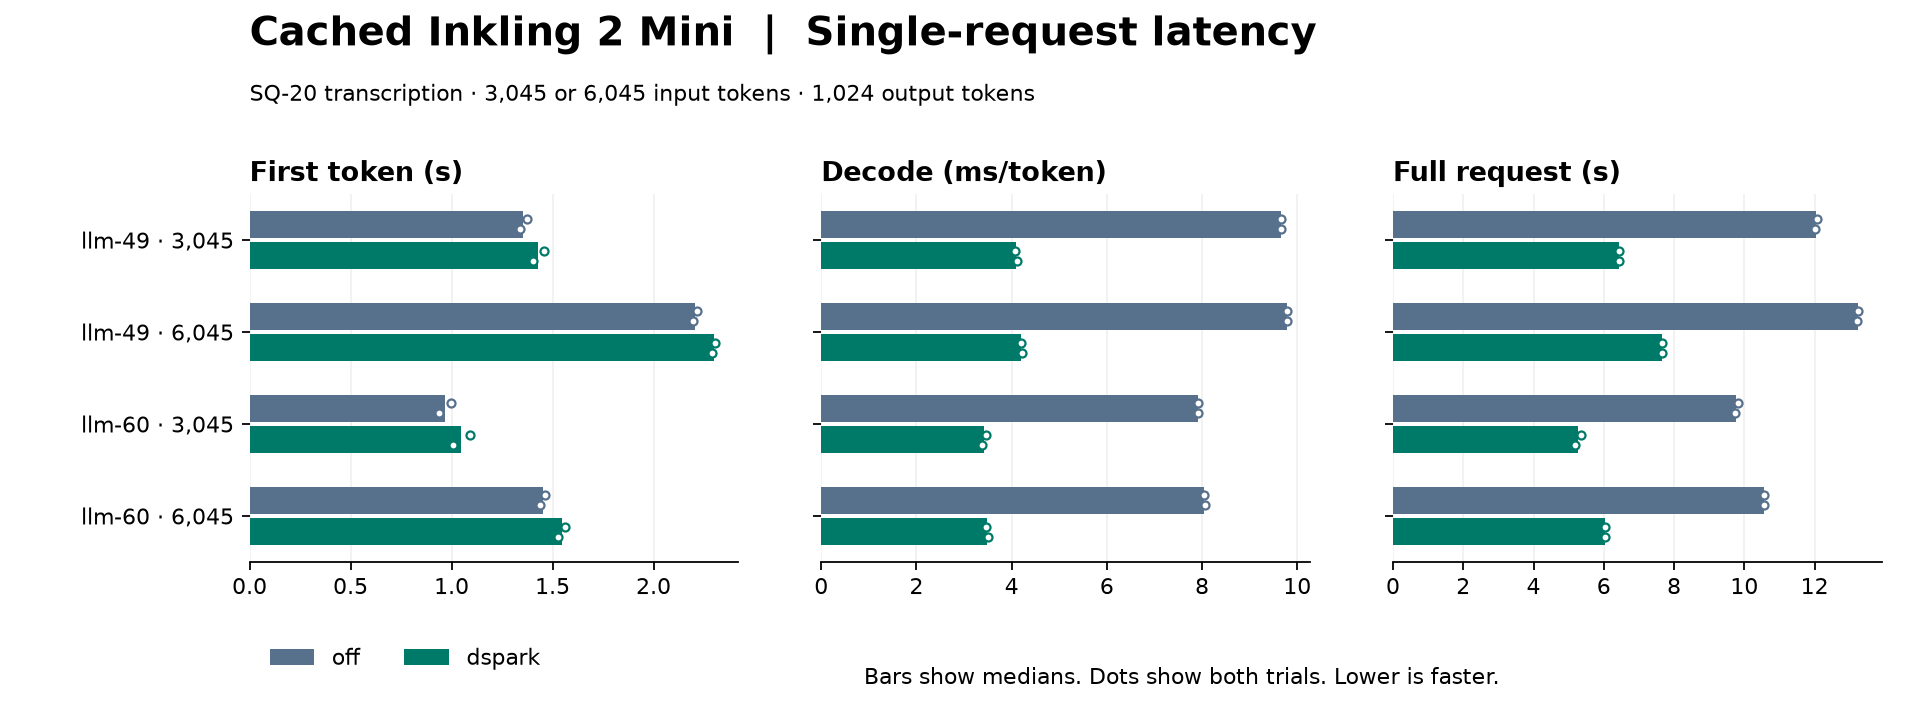 Cached Inkling 2 Mini | Single-request latency
SQ-20 transcription · 3,045 or 6,045 input tokens · 1,024 output tokens
First token (s)
Decode (ms/token)
Full request (s)
llm-49 · 3,045
llm-49 · 6,045
llm-60 · 3,045
llm-60 · 6,045
0.0 0.5 1.0 1.5 2.0
0 2 4 6 8 10
0 2 4 6 8 10 12
off dspark
Bars show medians. Dots show both trials. Lower is faster.